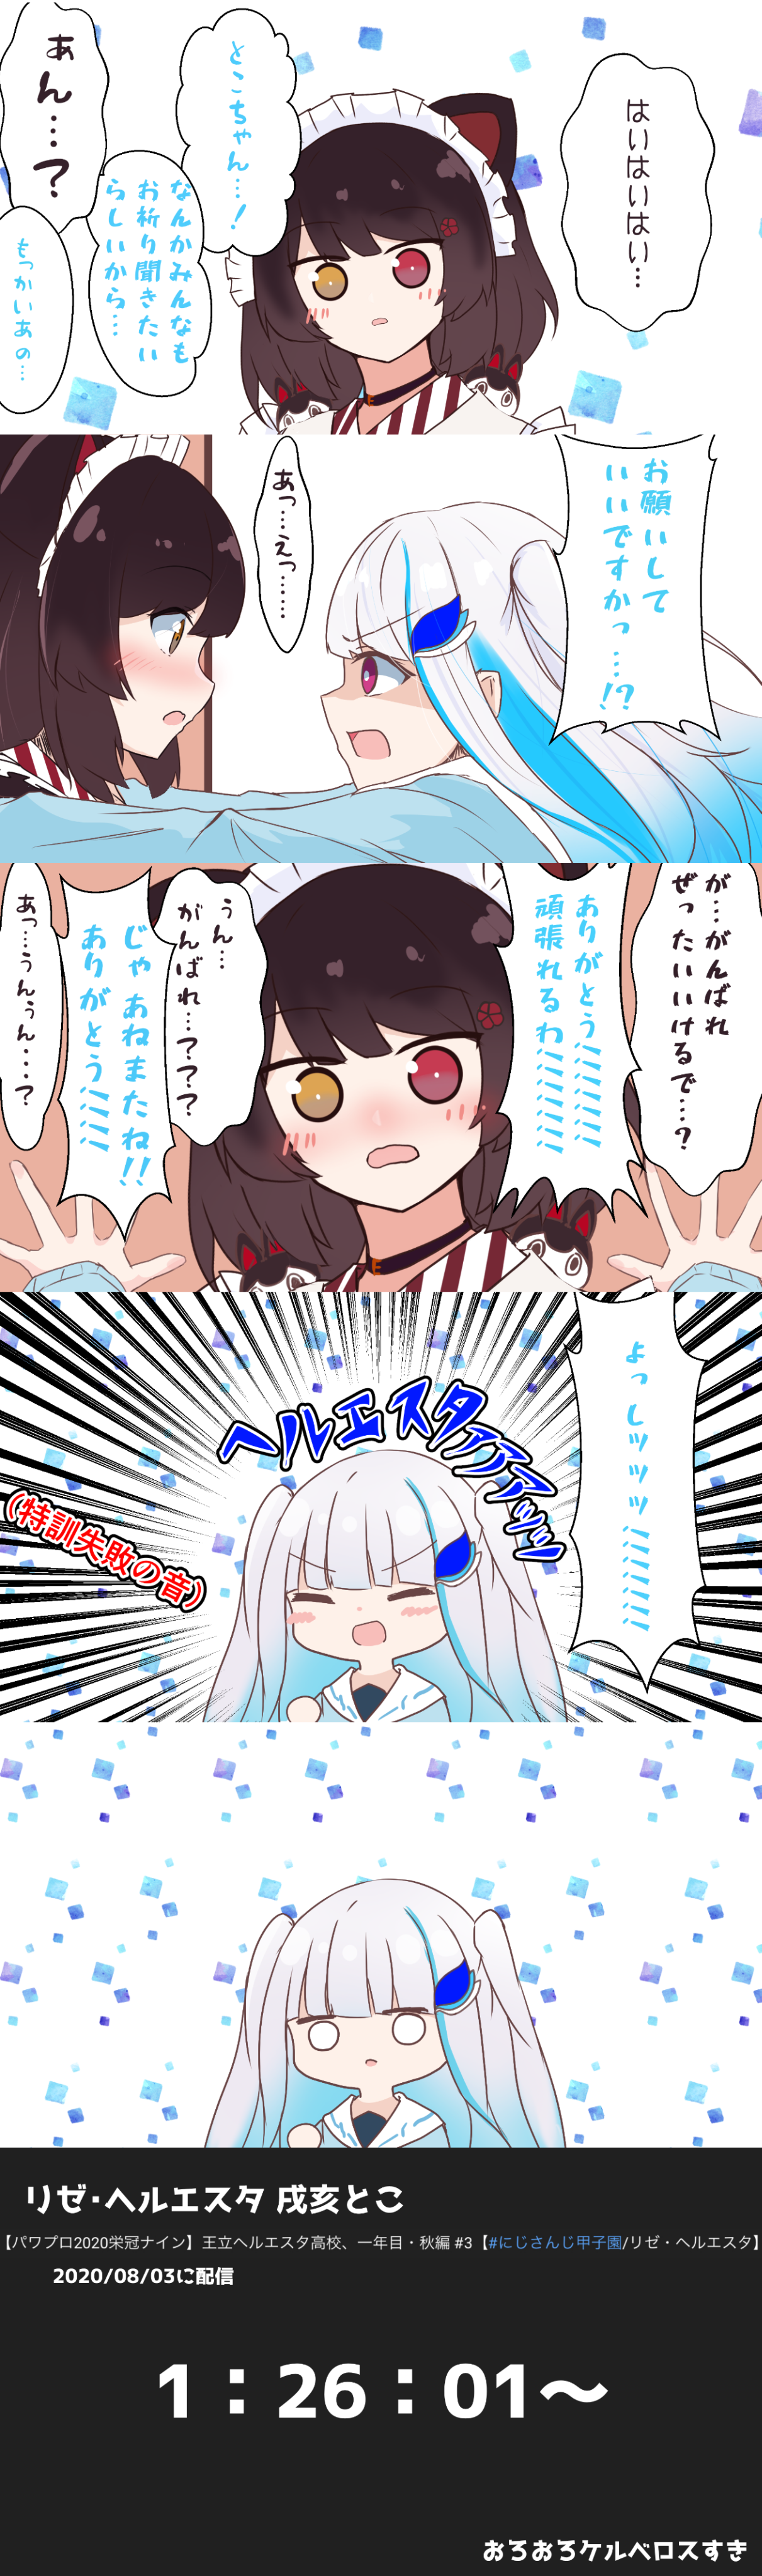 はいはいはい…
とこちゃん…！
なんかみんなも
お祈り聞きたい
らしいから…
あん…？
もっかいあの…
お願いして
いいですかっ…!?
あっ…えっ……
が…がんばれ
ぜったいいけるで…？
ありがとう!!!!!!!!
頑張れるわ!!!!!!!!
うん…
がんばれ…？？？
じゃあねまたね!!
ありがとう!!!!
あっ…うんうん…？
よっしッッッ!!!!!!!!
ヘルエスタァァァァッッッ
（特訓失敗の音）
リゼ・ヘルエスタ 戌亥とこ
【パワプロ2020栄冠ナイン】王立ヘルエスタ高校、一年目・秋編 #3【#にじさんじ甲子園/リゼ・ヘルエスタ】
2020/08/03に配信
1：26：01〜
おろおろケルベロスすき